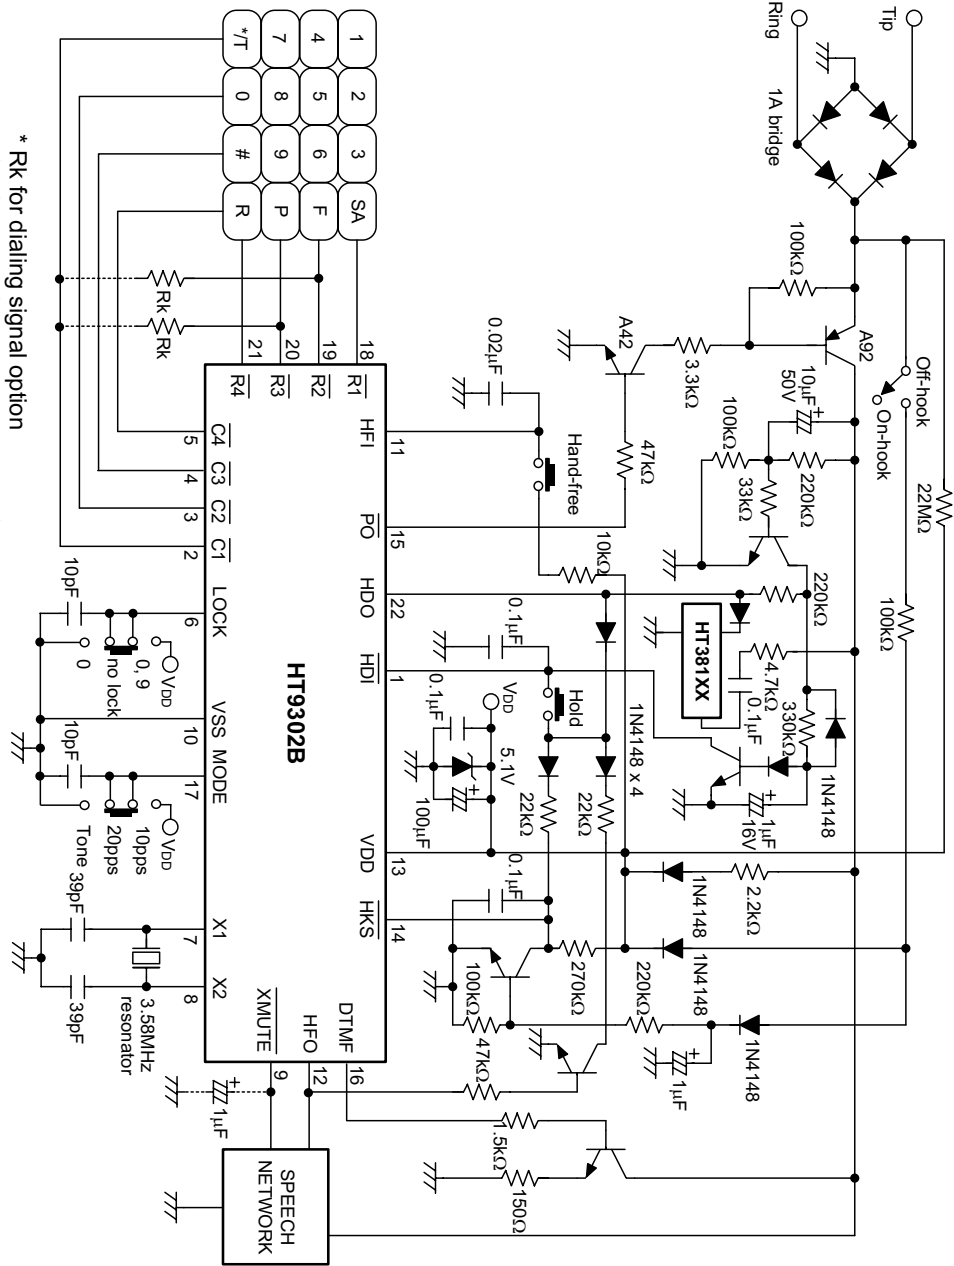 Tip
Ring
1A bridge
100kΩ
A92
Off-hook
On-hook
22MΩ
100kΩ
A42
3.3kΩ
10μF
50V
+
100kΩ
220kΩ
33kΩ
47kΩ
220kΩ
HT381XX
4.7kΩ
0.1μF
330kΩ
1N4148
1μF
16V
+
2.2kΩ
1N4148
1N4148
1N4148
1 2 3 SA
4 5 6 F
7 8 9 P
*/T 0 # R
Rk
Rk
0.02μF
Hand-free
10kΩ
0.1μF
Hold
1N4148 x 4
22kΩ
22kΩ
VDD
5.1V
0.1μF
100μF
+
0.1μF
270kΩ
220kΩ
100kΩ
1μF
+
47kΩ
1.5kΩ
150Ω
18 19 20 21
R1 R2 R3 R4
11 15 22 1 13 14
HFI PO HDO HDI VDD HKS
HT9302B
C4 C3 C2 C1 LOCK VSS MODE X1 X2
5 4 3 2 6 10 17 7 8
DTMF
HFO
XMUTE
16
12
9
10pF
VDD
0, 9
no lock
0
10pF
VDD
10pps
20pps
Tone
39pF
39pF
3.58MHz
resonator
1μF
+
SPEECH
NETWORK
* Rk for dialing signal option